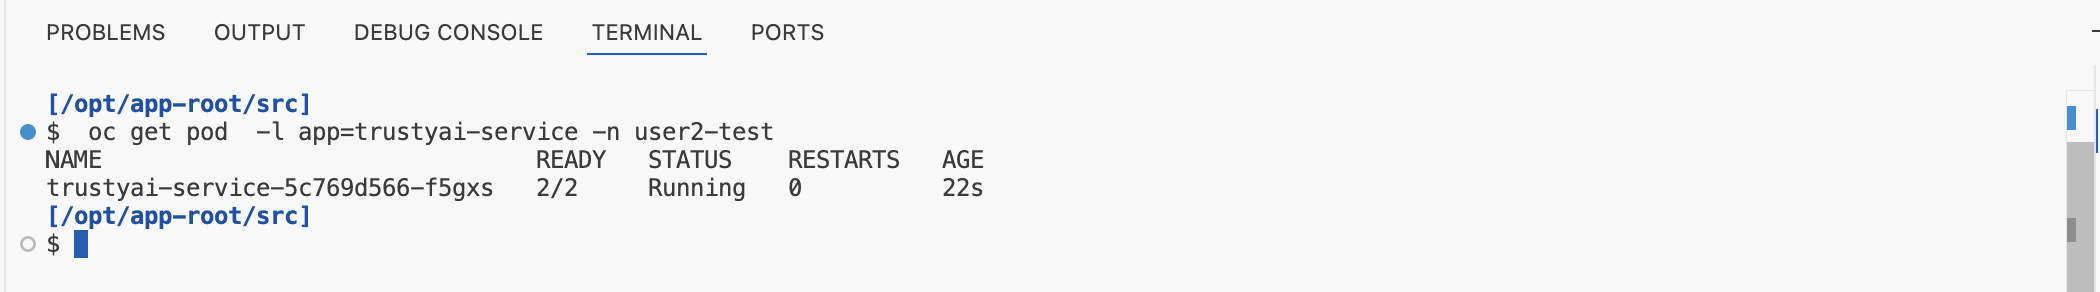 PROBLEMS OUTPUT DEBUG CONSOLE TERMINAL PORTS
[/opt/app-root/src]
$  oc get pod  -l app=trustyai-service -n user2-test
NAME READY STATUS RESTARTS AGE
trustyai-service-5c769d566-f5gxs 2/2 Running 0 22s
[/opt/app-root/src]
$